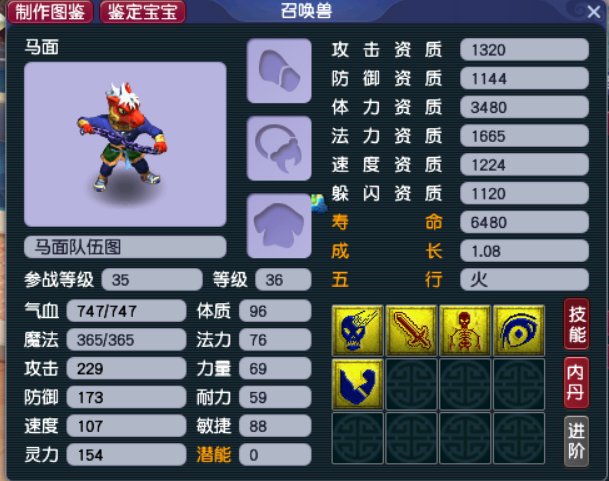 制作图鉴 鉴定宝宝 召唤兽
马面
攻击资质 1320
防御资质 1144
体力资质 3480
法力资质 1665
速度资质 1224
躲闪资质 1120
寿命 6480
成长 1.08
五行 火
马面队伍图
参战等级 35 等级 36
气血 747/747 体质 96
魔法 365/365 法力 76
攻击 229 力量 69
防御 173 耐力 59
速度 107 敏捷 88
灵力 154 潜能 0
技能
内丹
进阶